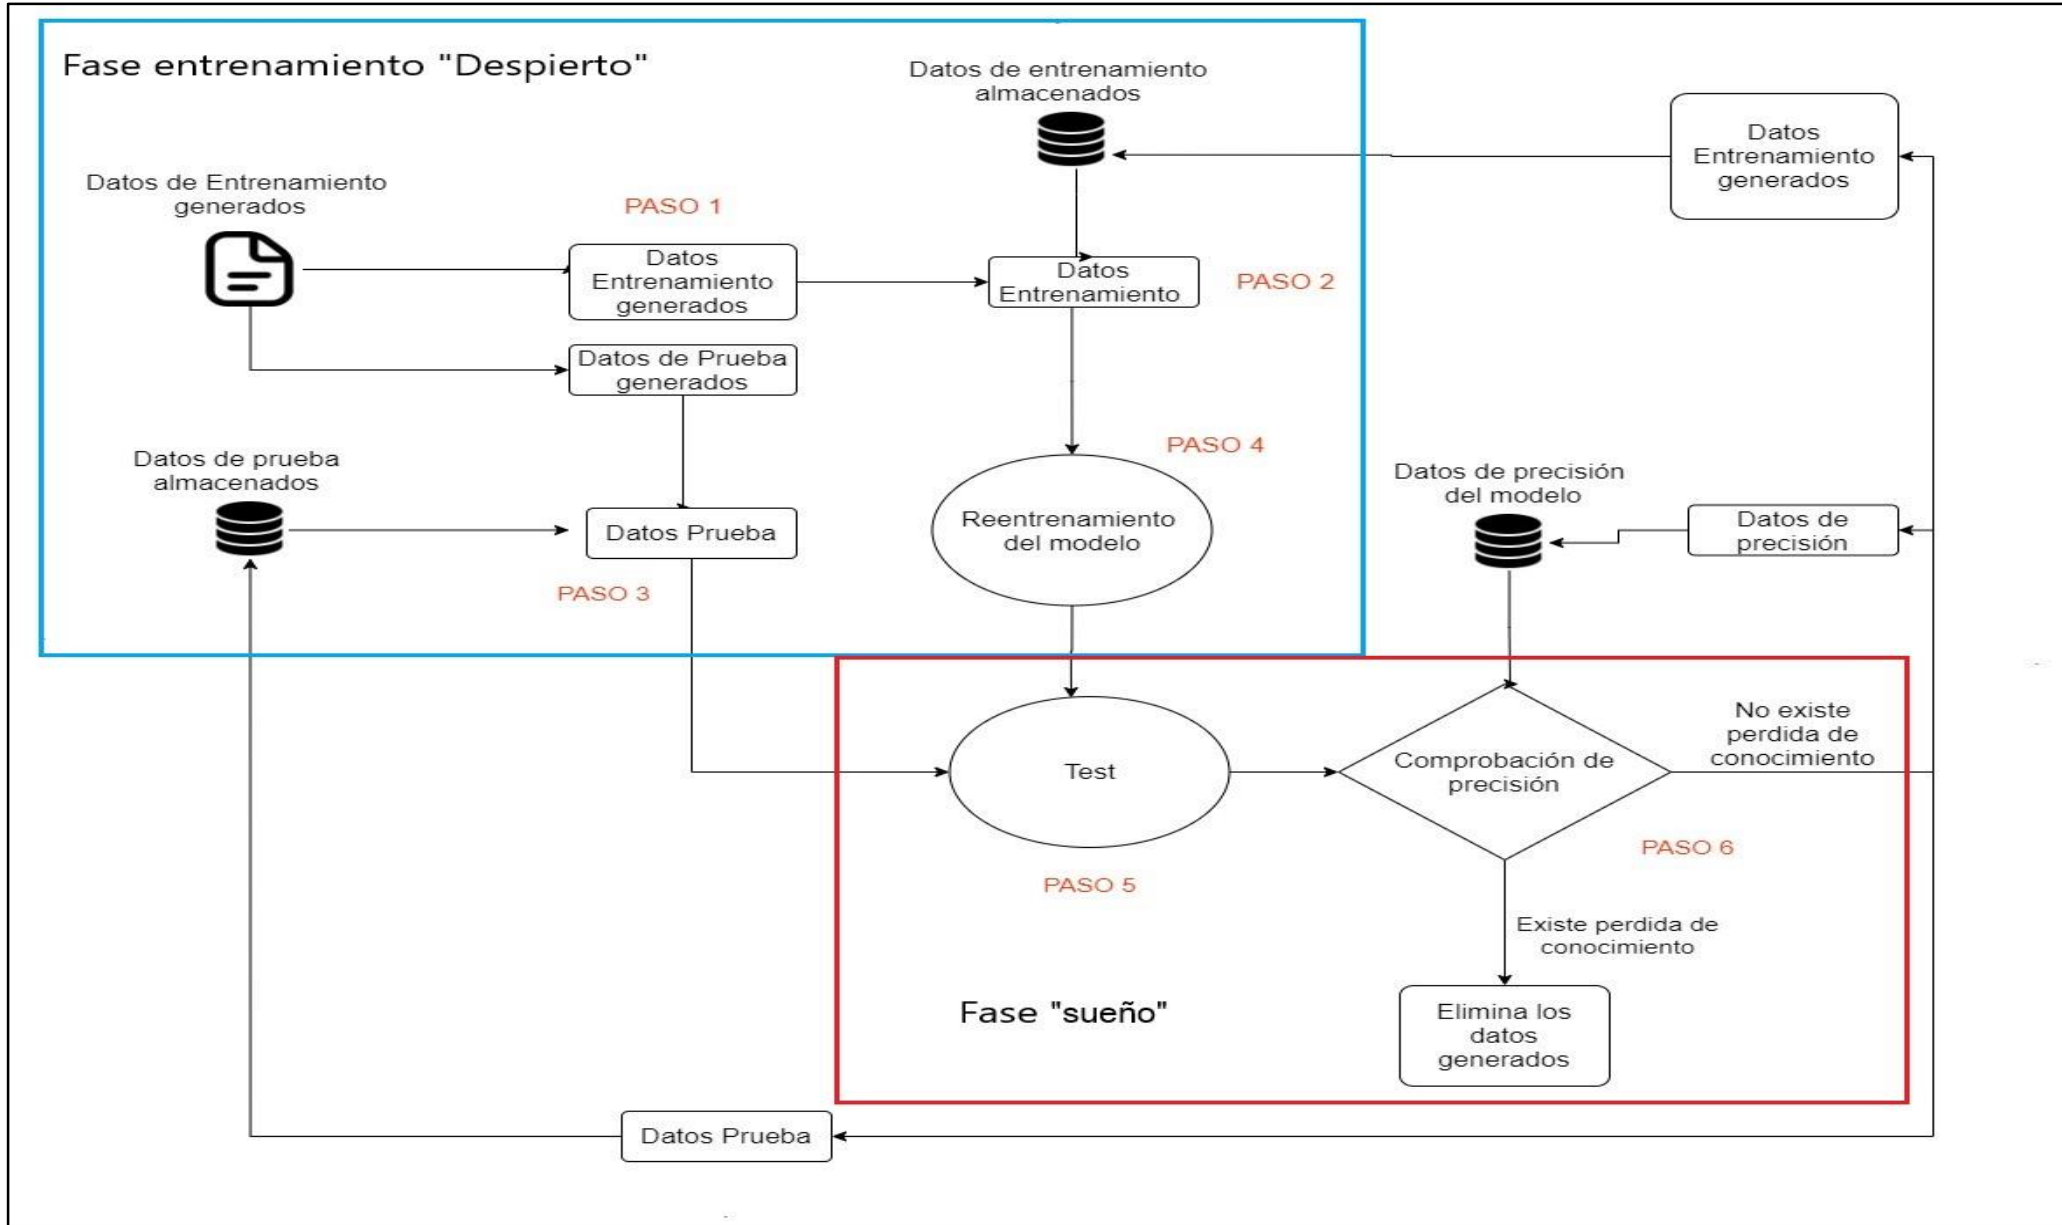 Fase entrenamiento "Despierto"
Datos de entrenamiento
almacenados
Datos
Entrenamiento
generados
Datos de Entrenamiento
generados
PASO 1
Datos
Entrenamiento
generados
Datos
Entrenamiento
PASO 2
Datos de Prueba
generados
PASO 4
Datos de prueba
almacenados
Datos Prueba
PASO 3
Reentrenamiento
del modelo
Datos de precisión
del modelo
Datos de
precisión
Test
PASO 5
Comprobación de
precisión
No existe
perdida de
conocimiento
PASO 6
Existe perdida de
conocimiento
Fase "sueño"
Elimina los
datos
generados
Datos Prueba